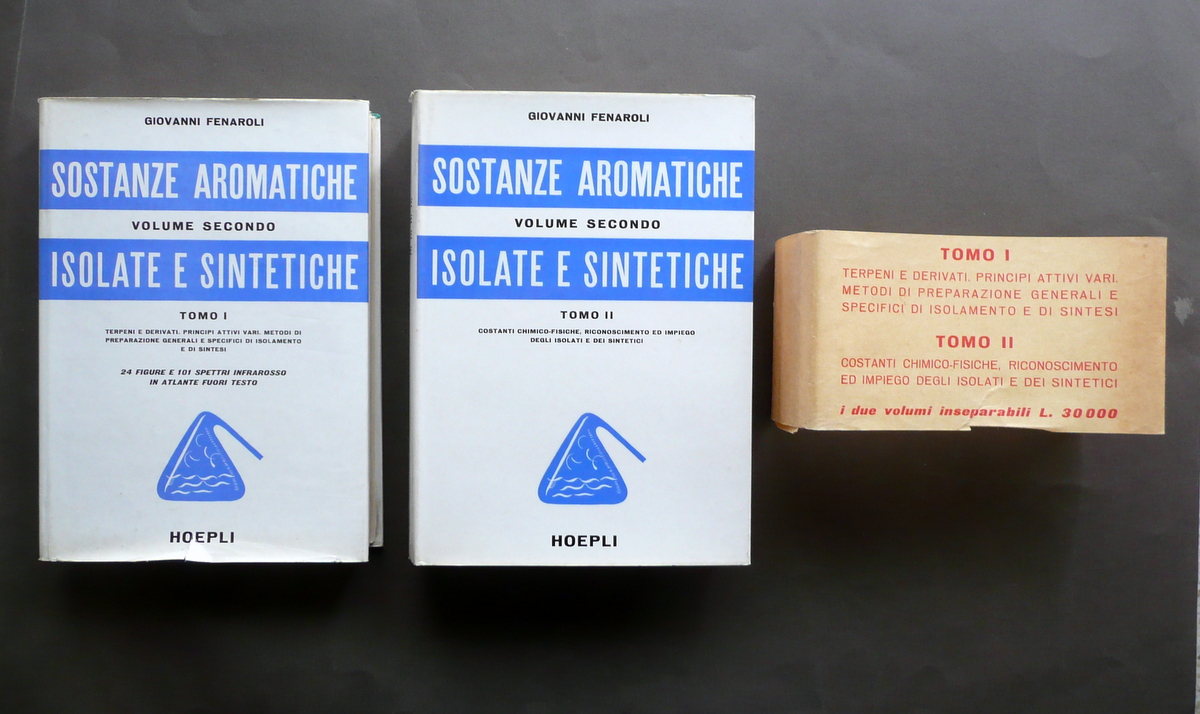 GIOVANNI FENAROLI
SOSTANZE AROMATICHE
VOLUME SECONDO
ISOLATE E SINTETICHE
TOMO I
TERPENI E DERIVATI. PRINCIPI ATTIVI VARI. METODI DI
PREPARAZIONE GENERALI E SPECIFICI DI ISOLAMENTO
E DI SINTESI
24 FIGURE E 101 SPETTRI INFRAROSSO
IN ATLANTE FUORI TESTO
HOEPLI
GIOVANNI FENAROLI
SOSTANZE AROMATICHE
VOLUME SECONDO
ISOLATE E SINTETICHE
TOMO II
COSTANTI CHIMICO-FISICHE, RICONOSCIMENTO ED IMPIEGO
DEGLI ISOLATI E DEI SINTETICI
HOEPLI
TOMO I
TERPENI E DERIVATI. PRINCIPI ATTIVI VARI.
METODI DI PREPARAZIONE GENERALI E
SPECIFICI DI ISOLAMENTO E DI SINTESI
TOMO II
COSTANTI CHIMICO-FISICHE, RICONOSCIMENTO
ED IMPIEGO DEGLI ISOLATI E DEI SINTETICI
i due volumi inseparabili L. 30000